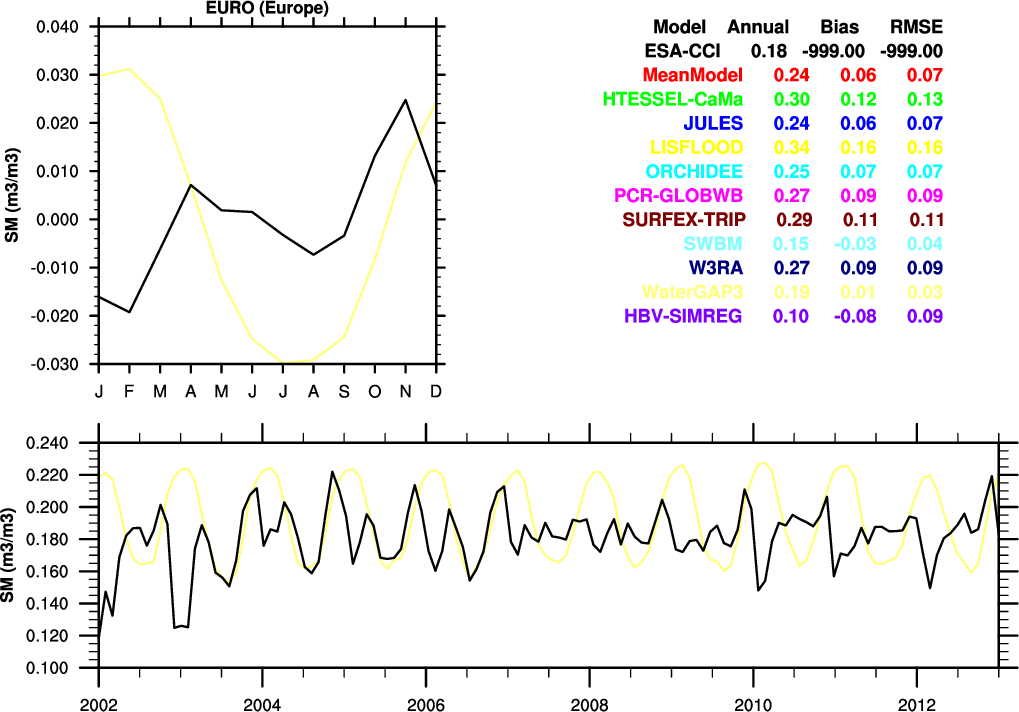 EURO (Europe)
0.040
0.030
0.020
0.010
0.000
-0.010
-0.020
-0.030
SM (m3/m3)
J F M A M J J A S O N D
Model Annual Bias RMSE
ESA-CCI 0.18 -999.00 -999.00
MeanModel 0.24 0.06 0.07
HTESSEL-CaMa 0.30 0.12 0.13
JULES 0.24 0.06 0.07
LISFLOOD 0.34 0.16 0.16
ORCHIDEE 0.25 0.07 0.07
PCR-GLOBWB 0.27 0.09 0.09
SURFEX-TRIP 0.29 0.11 0.11
SWBM 0.15 -0.03 0.04
W3RA 0.27 0.09 0.09
WaterGAP3 0.19 0.01 0.03
HBV-SIMREG 0.10 -0.08 0.09
0.240
0.220
0.200
0.180
0.160
0.140
0.120
0.100
SM (m3/m3)
2002 2004 2006 2008 2010 2012